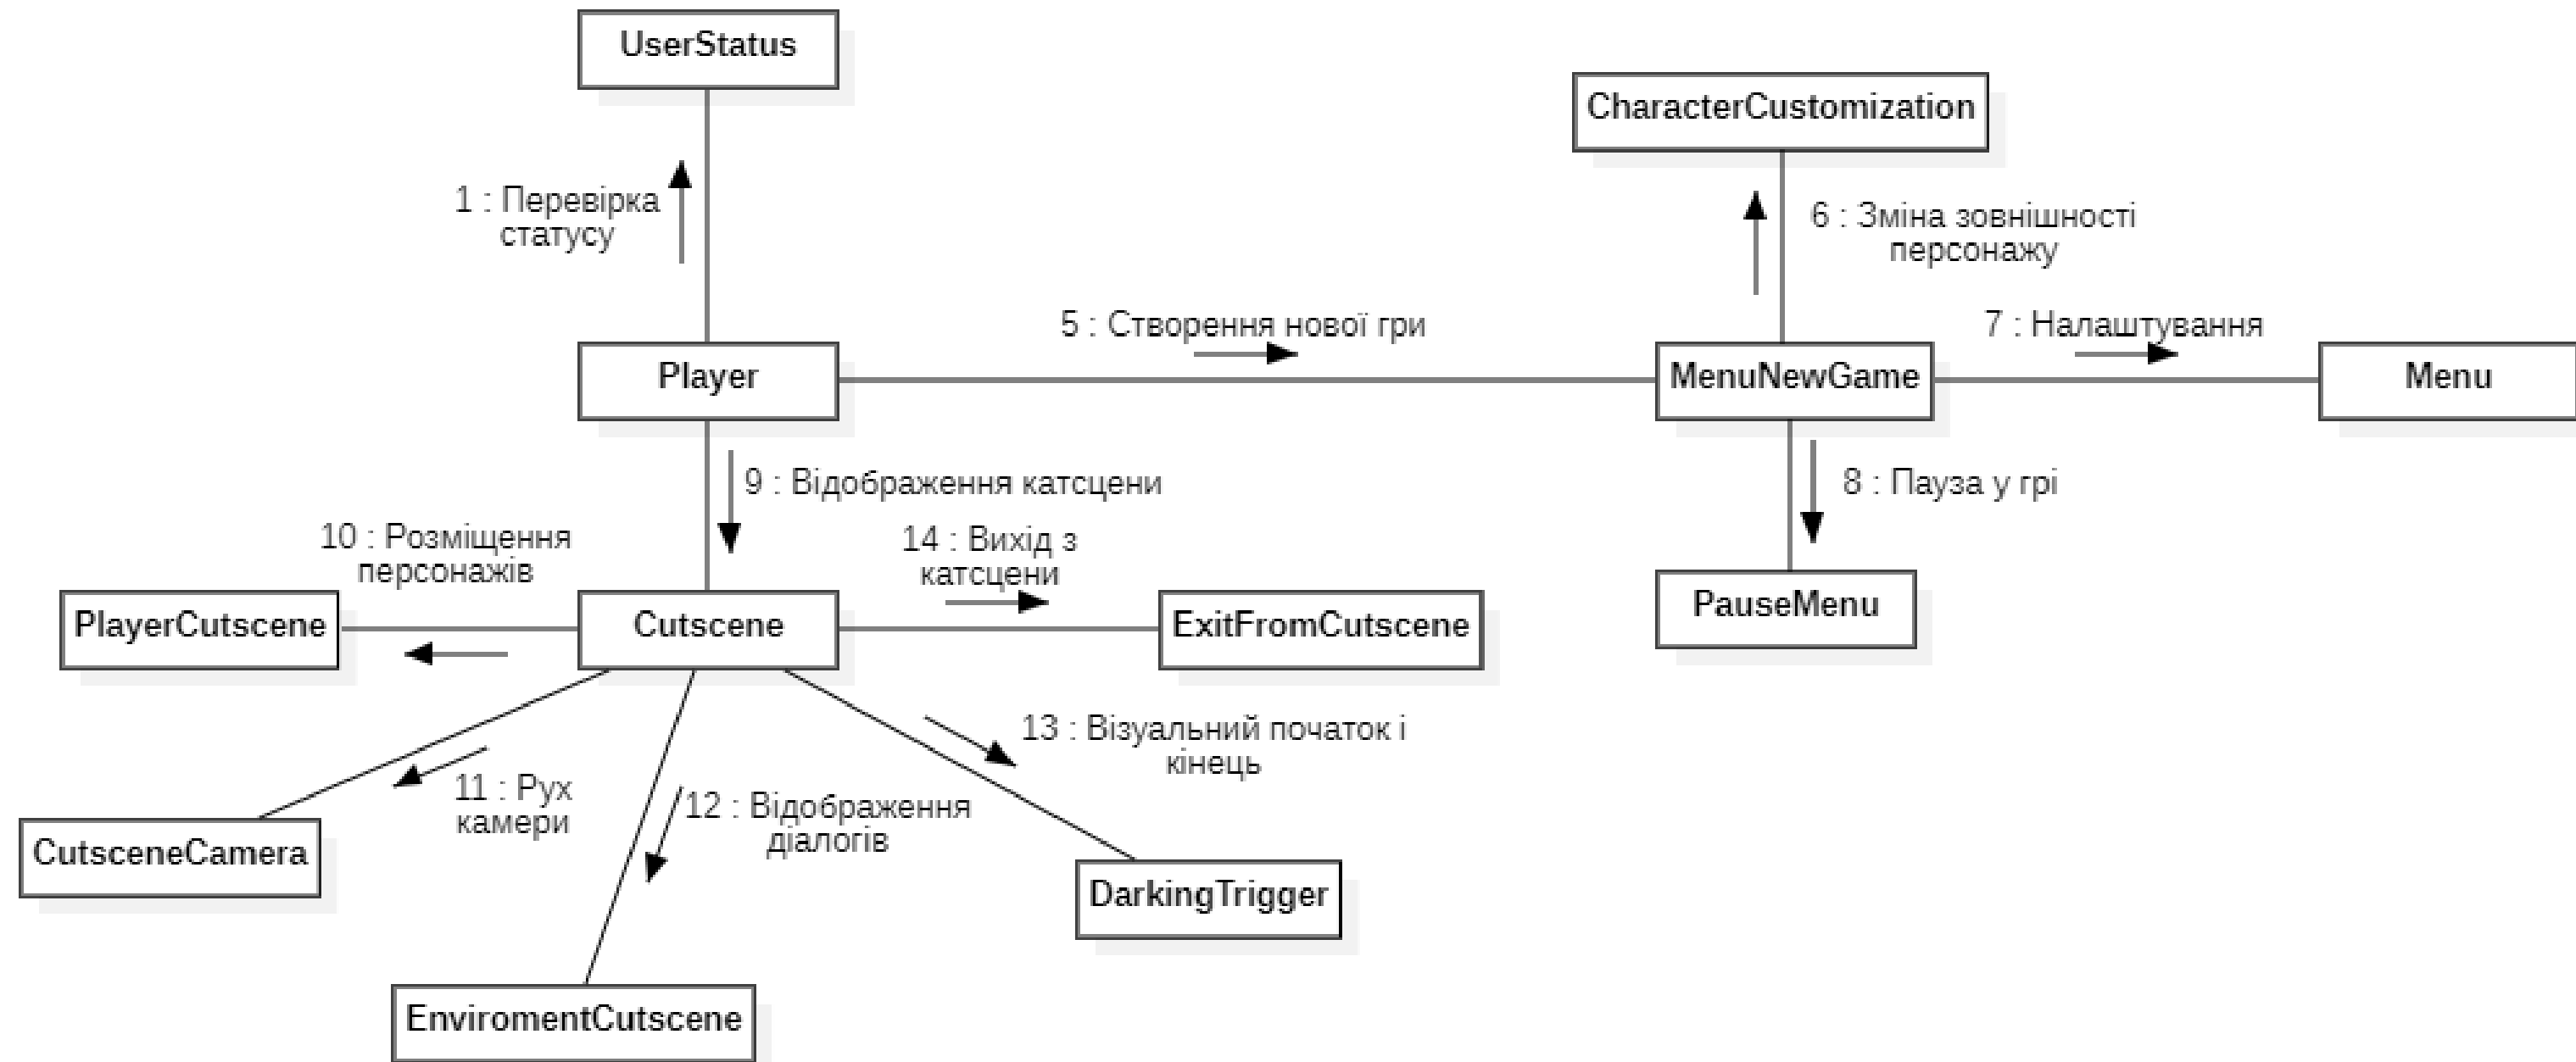 UserStatus
CharacterCustomization
1 : Перевірка
статусу
6 : Зміна зовнішності
персонажу
5 : Створення нової гри
7 : Налаштування
Player
MenuNewGame
Menu
9 : Відображення катсцени
8 : Пауза у грі
10 : Розміщення
персонажів
14 : Вихід з
катсцени
PlayerCutscene
Cutscene
ExitFromCutscene
PauseMenu
13 : Візуальний початок і
кінець
11 : Рух
камери
12 : Відображення
діалогів
CutsceneCamera
DarkingTrigger
EnviromentCutscene